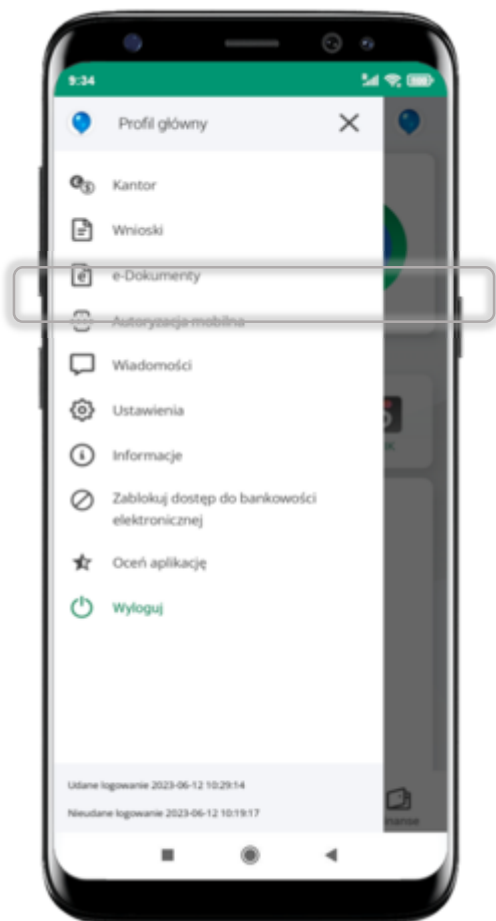 9:34
Profil główny
Kantor
Wnioski
e-Dokumenty
Autoryzacja mobilna
Wiadomości
Ustawienia
Informacje
Zablokuj dostęp do bankowości
elektronicznej
Oceń aplikację
Wyloguj
Udane logowanie 2023-06-12 10:29:14
Nieudane logowanie 2023-06-12 10:19:17